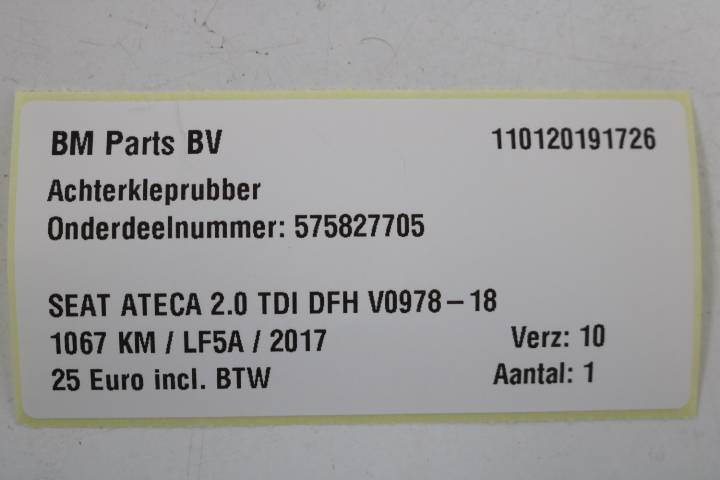 BM Parts BV 110120191726
Achterkleprubber
Onderdeelnummer: 575827705
SEAT ATECA 2.0 TDI DFH V0978-18
1067 KM / LF5A / 2017 Verz: 10
25 Euro incl. BTW Aantal: 1